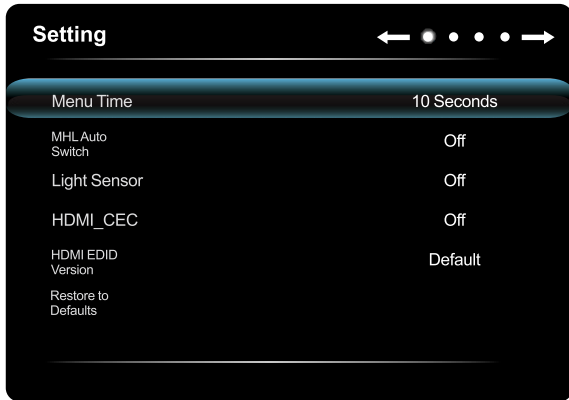 Setting
Menu Time 10 Seconds
MHL Auto
Switch Off
Light Sensor Off
HDMI_CEC Off
HDMI EDID
Version Default
Restore to
Defaults